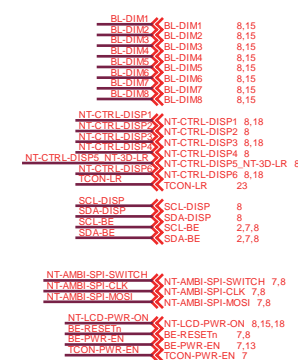 BL-DIM1 BL-DIM1 8,15
BL-DIM2 BL-DIM2 8,15
BL-DIM3 BL-DIM3 8,15
BL-DIM4 BL-DIM4 8,15
BL-DIM5 BL-DIM5 8,15
BL-DIM6 BL-DIM6 8,15
BL-DIM7 BL-DIM7 8,15
BL-DIM8 BL-DIM8 8,15
NT-CTRL-DISP1 NT-CTRL-DISP1 8,18
NT-CTRL-DISP2 NT-CTRL-DISP2 8
NT-CTRL-DISP3 NT-CTRL-DISP3 8,18
NT-CTRL-DISP4 NT-CTRL-DISP4 8
NT-CTRL-DISP5_NT-3D-LR NT-CTRL-DISP5_NT-3D-LR 8
NT-CTRL-DISP6 NT-CTRL-DISP6 8,18
TCON-LR TCON-LR 23
SCL-DISP SCL-DISP 8
SDA-DISP SDA-DISP 8
SCL-BE SCL-BE 2,7,8
SDA-BE SDA-BE 2,7,8
NT-AMBI-SPI-SWITCH NT-AMBI-SPI-SWITCH 7,8
NT-AMBI-SPI-CLK NT-AMBI-SPI-CLK 7,8
NT-AMBI-SPI-MOSI NT-AMBI-SPI-MOSI 7,8
NT-LCD-PWR-ON NT-LCD-PWR-ON 8,15,18
BE-RESETn BE-RESETn 7,8
BE-PWR-EN BE-PWR-EN 7,13
TCON-PWR-EN TCON-PWR-EN 7